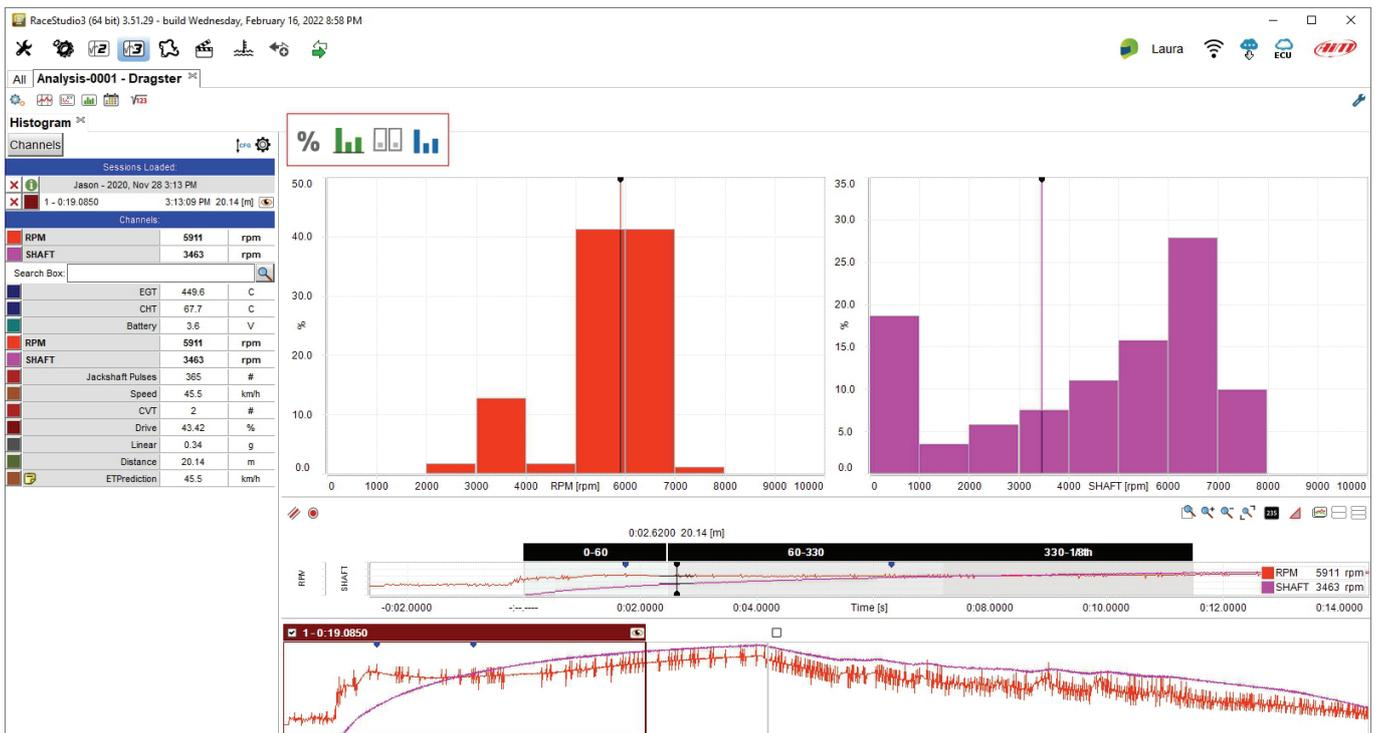 RaceStudio3 (64 bit) 3.51.29 - build Wednesday, February 16, 2022 8:58 PM
2 3 Laura ECU AiM
All Analysis-0001 - Dragster
√123
Histogram
Channels CFG
%
Sessions Loaded:
Jason - 2020, Nov 28 3:13 PM
1 - 0:19.0850 3:13:09 PM 20.14 [m]
Channels:
RPM 5911 rpm
SHAFT 3463 rpm
Search Box:
EGT 449.6 C
CHT 67.7 C
Battery 3.6 V
RPM 5911 rpm
SHAFT 3463 rpm
Jackshaft Pulses 365 #
Speed 45.5 km/h
CVT 2 #
Drive 43.42 %
Linear 0.34 g
Distance 20.14 m
ETPrediction 45.5 km/h
50.0
40.0
30.0
%
20.0
10.0
0.0
0 1000 2000 3000 4000 RPM [rpm] 6000 7000 8000 9000 10000
35.0
30.0
25.0
20.0
%
15.0
10.0
5.0
0.0
0 1000 2000 3000 4000 SHAFT [rpm] 6000 7000 8000 9000 10000
235
0:02.6200 20.14 [m]
0-60 60-330 330-1/8th
RPM SHAFT
RPM 5911 rpm
SHAFT 3463 rpm
-0:02.0000 -:--.---- 0:02.0000 0:04.0000 Time [s] 0:08.0000 0:10.0000 0:12.0000 0:14.0000
1 - 0:19.0850